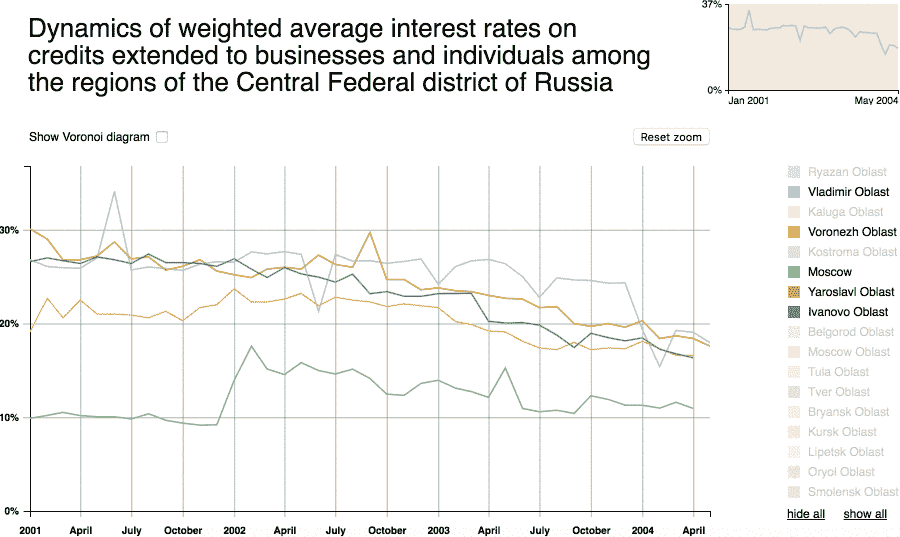 Dynamics of weighted average interest rates on
credits extended to businesses and individuals among
the regions of the Central Federal district of Russia
37%
0%
Jan 2001 May 2004
Show Voronoi diagram
Reset zoom
30%
20%
10%
0%
2001 April July October 2002 April July October 2003 April July October 2004 April
Ryazan Oblast
Vladimir Oblast
Kaluga Oblast
Voronezh Oblast
Kostroma Oblast
Moscow
Yaroslavl Oblast
Ivanovo Oblast
Belgorod Oblast
Moscow Oblast
Tula Oblast
Tver Oblast
Bryansk Oblast
Kursk Oblast
Lipetsk Oblast
Oryol Oblast
Smolensk Oblast
hide all show all